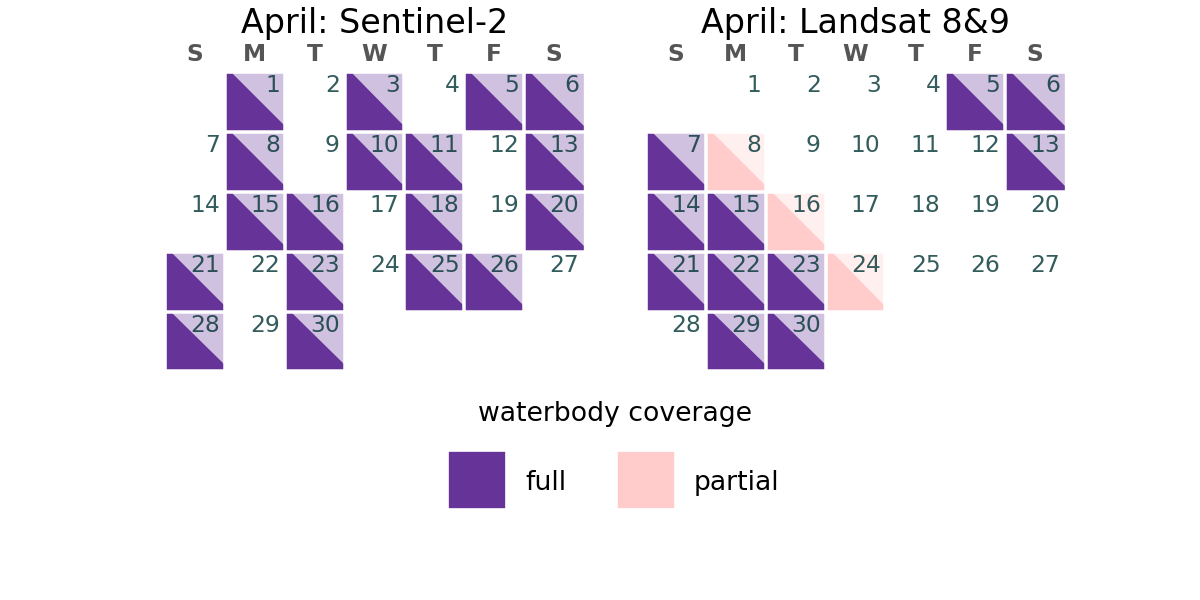 April: Sentinel-2
S M T W T F S
1 2 3 4 5 6
7 8 9 10 11 12 13
14 15 16 17 18 19 20
21 22 23 24 25 26 27
28 29 30
April: Landsat 8&9
S M T W T F S
1 2 3 4 5 6
7 8 9 10 11 12 13
14 15 16 17 18 19 20
21 22 23 24 25 26 27
28 29 30
waterbody coverage
full partial